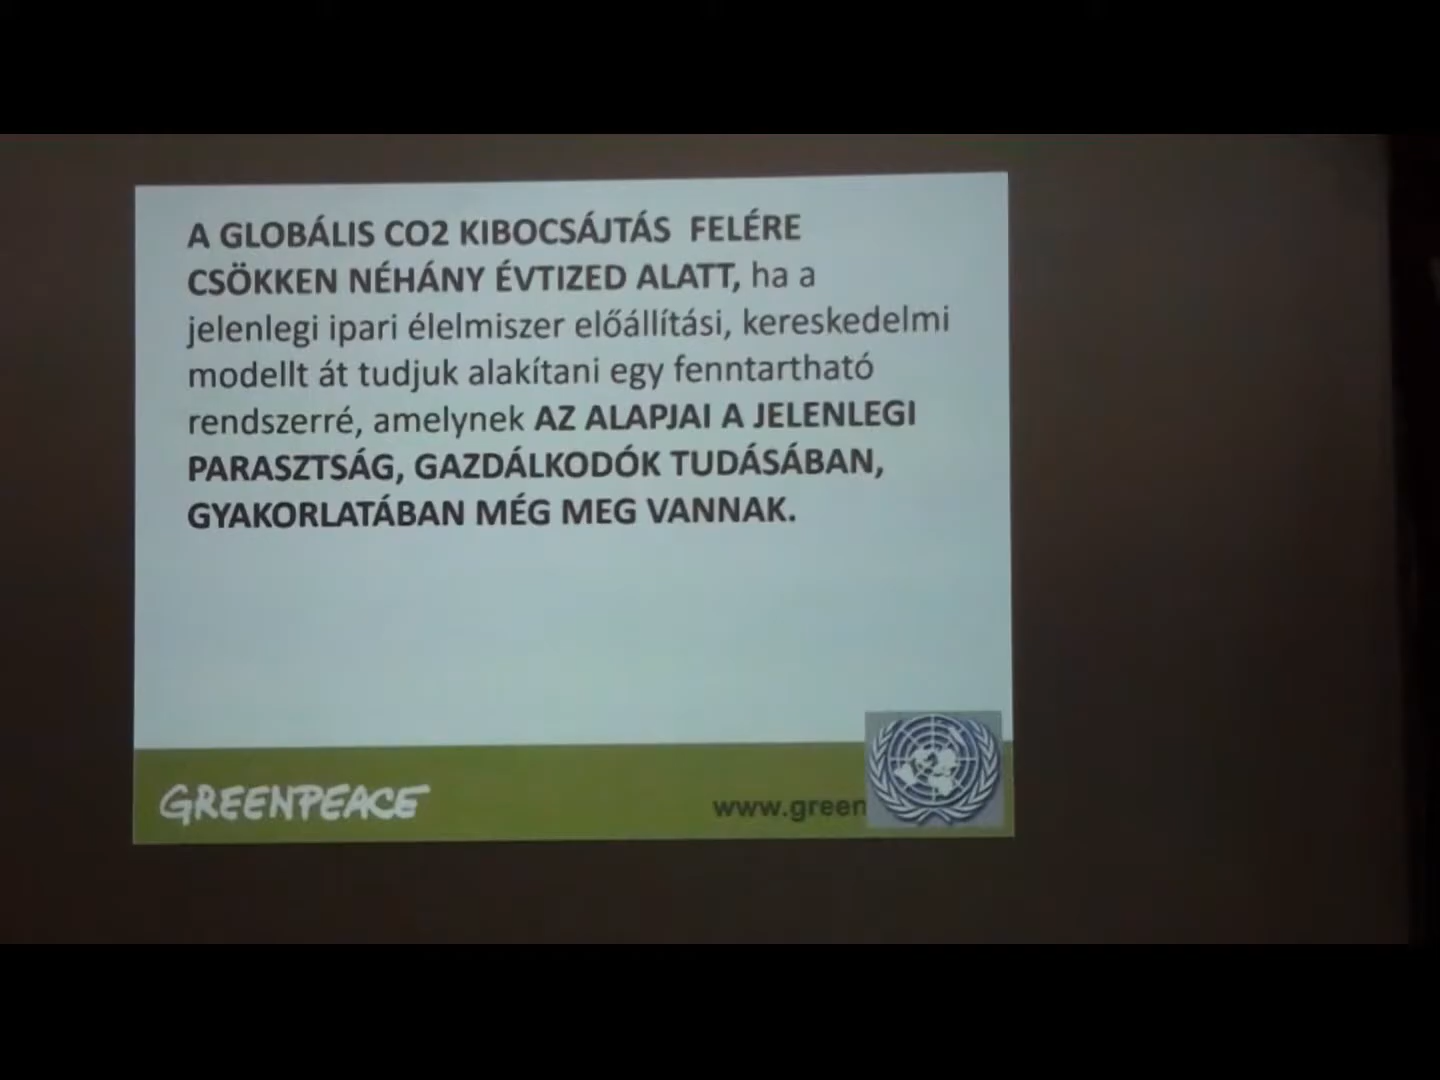 A GLOBÁLIS CO2 KIBOCSÁJTÁS FELÉRE
CSÖKKEN NÉHÁNY ÉVTIZED ALATT, ha a
jelenlegi ipari élelmiszer előállítási, kereskedelmi
modellt át tudjuk alakítani egy fenntartható
rendszerré, amelynek AZ ALAPJAI A JELENLEGI
PARASZTSÁG, GAZDÁLKODÓK TUDÁSÁBAN,
GYAKORLATÁBAN MÉG MEG VANNAK.
GREENPEACE www.green